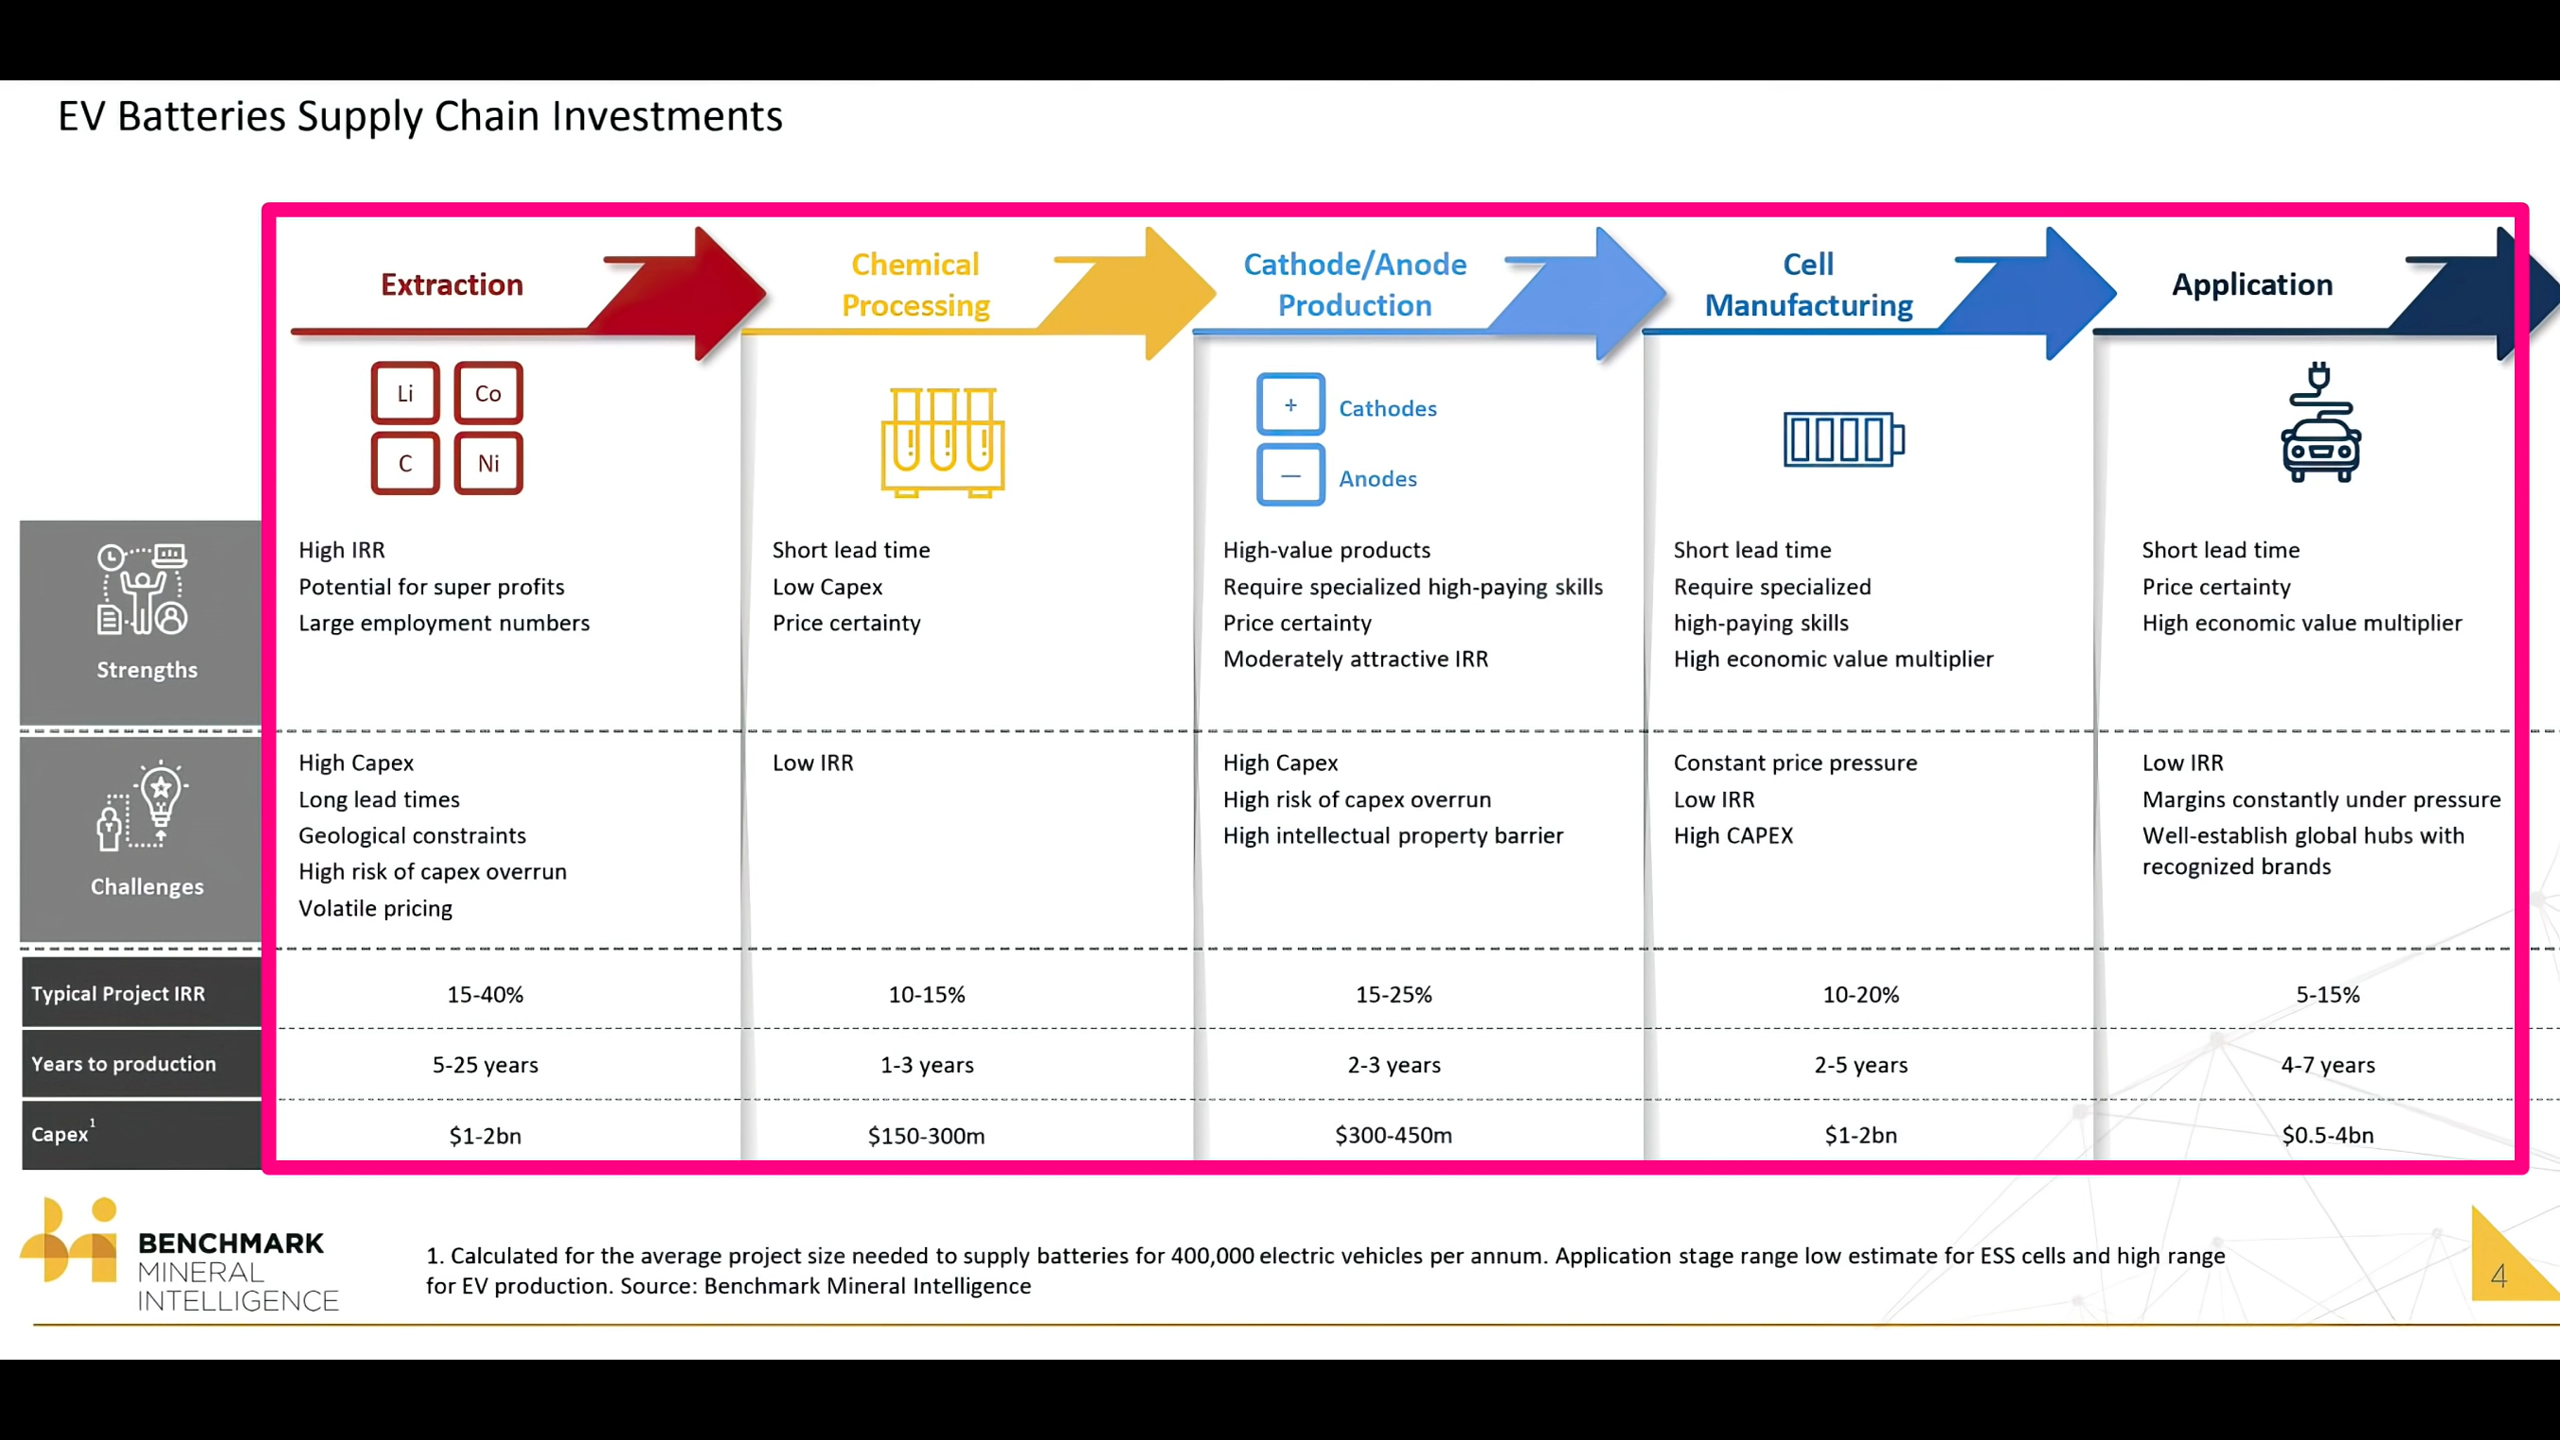 EV Batteries Supply Chain Investments
Extraction
Chemical
Processing
Cathode/Anode
Production
Cell
Manufacturing
Application
Li
Co
C
Ni
+
Cathodes
—
Anodes
Strengths
High IRR
Potential for super profits
Large employment numbers
Short lead time
Low Capex
Price certainty
High-value products
Require specialized high-paying skills
Price certainty
Moderately attractive IRR
Short lead time
Require specialized
high-paying skills
High economic value multiplier
Short lead time
Price certainty
High economic value multiplier
Challenges
High Capex
Long lead times
Geological constraints
High risk of capex overrun
Volatile pricing
Low IRR
High Capex
High risk of capex overrun
High intellectual property barrier
Constant price pressure
Low IRR
High CAPEX
Low IRR
Margins constantly under pressure
Well-establish global hubs with
recognized brands
Typical Project IRR
15-40%
10-15%
15-25%
10-20%
5-15%
Years to production
5-25 years
1-3 years
2-3 years
2-5 years
4-7 years
Capex¹
$1-2bn
$150-300m
$300-450m
$1-2bn
$0.5-4bn
BENCHMARK
MINERAL
INTELLIGENCE
1. Calculated for the average project size needed to supply batteries for 400,000 electric vehicles per annum. Application stage range low estimate for ESS cells and high range
for EV production. Source: Benchmark Mineral Intelligence
4